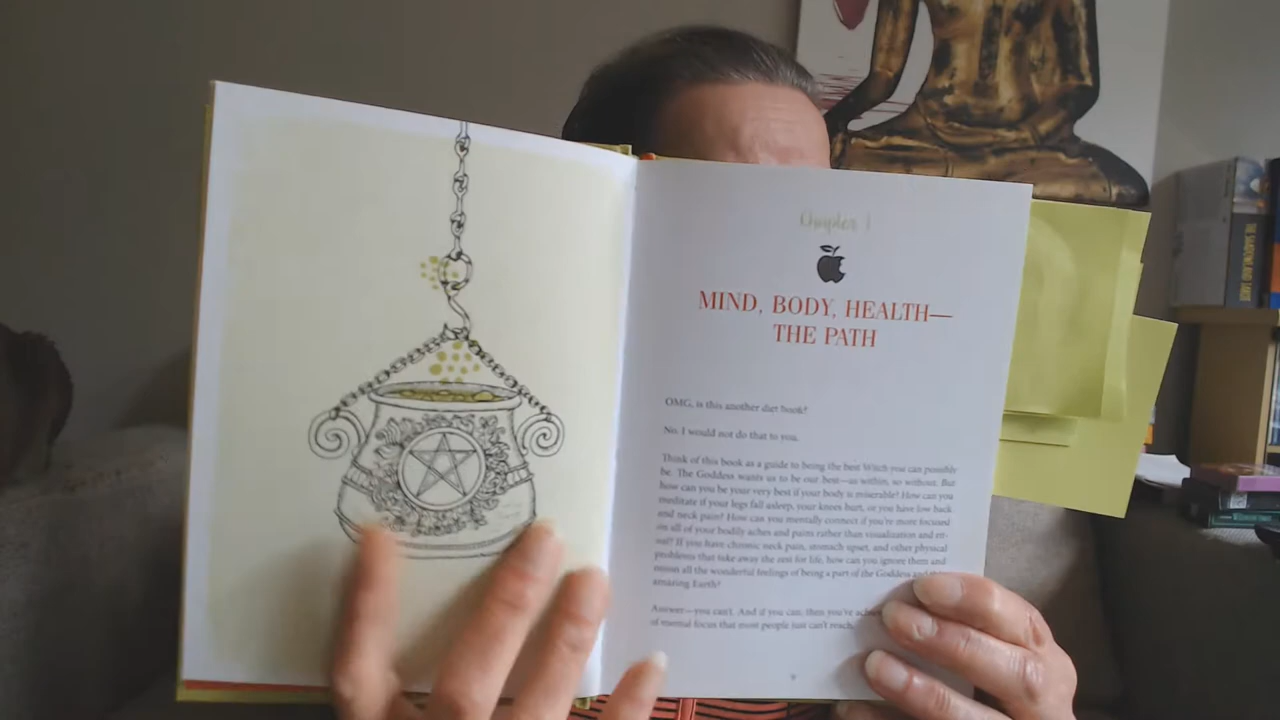 Chapter 1
MIND, BODY, HEALTH—
THE PATH
OMG, is this another diet book?
No. I would not do that to you.
Think of this book as a guide to being the best Witch you can possibly
be. The Goddess wants us to be our best—as within, so without. But
how can you be your very best if your body is miserable? How can you
meditate if your legs fall asleep, your knees hurt, or you have low back
and neck pain? How can you mentally connect if you're more focused
on all of your bodily aches and pains rather than visualization and
If you have chronic neck pain, stomach upset, and other physical
problems that take away the zest for life, how can you ignore them and
all the wonderful feelings of being a part of the Goddess and this
amazing Earth?
Answer—you can't. And if you can, then you've
of mental focus that most people just can't reach.